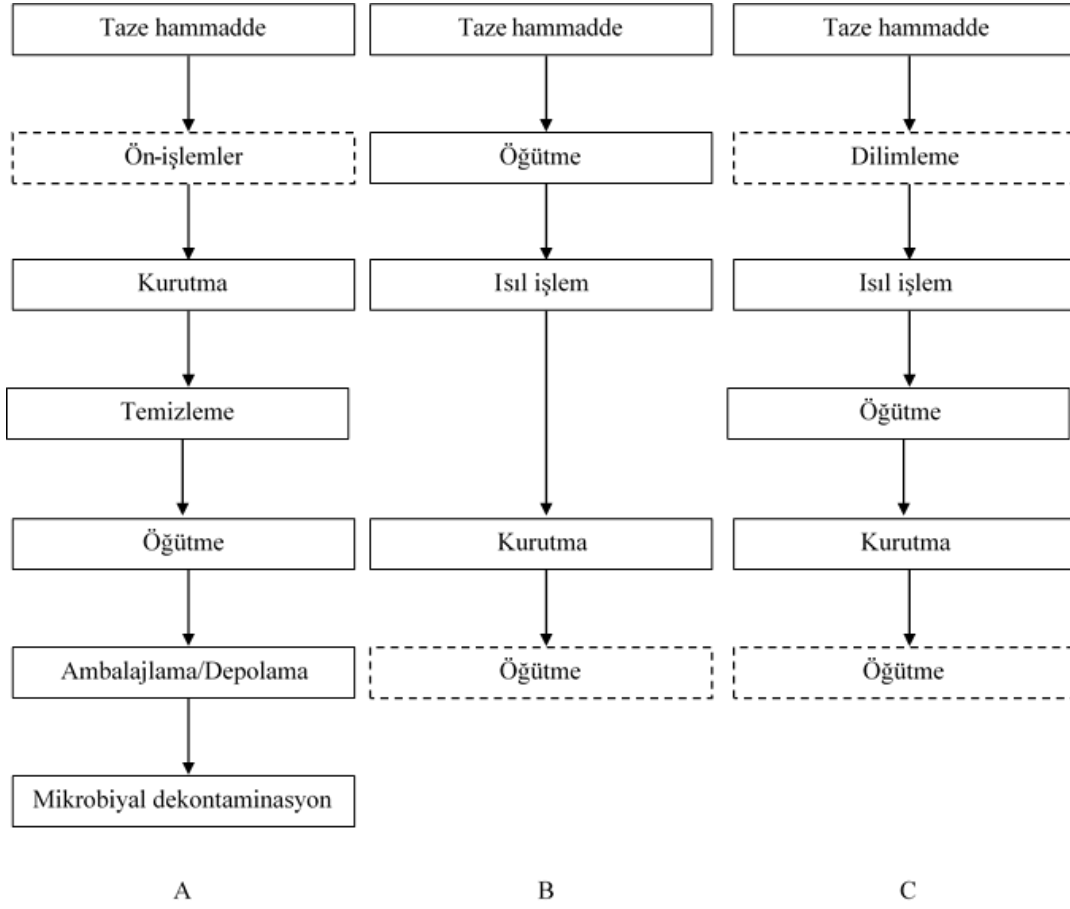 Taze hammadde
Ön-işlemler
Kurutma
Temizleme
Öğütme
Ambalajlama/Depolama
Mikrobiyal dekontaminasyon
A
Taze hammadde
Öğütme
Isıl işlem
Kurutma
Öğütme
B
Taze hammadde
Dilimleme
Isıl işlem
Öğütme
Kurutma
Öğütme
C